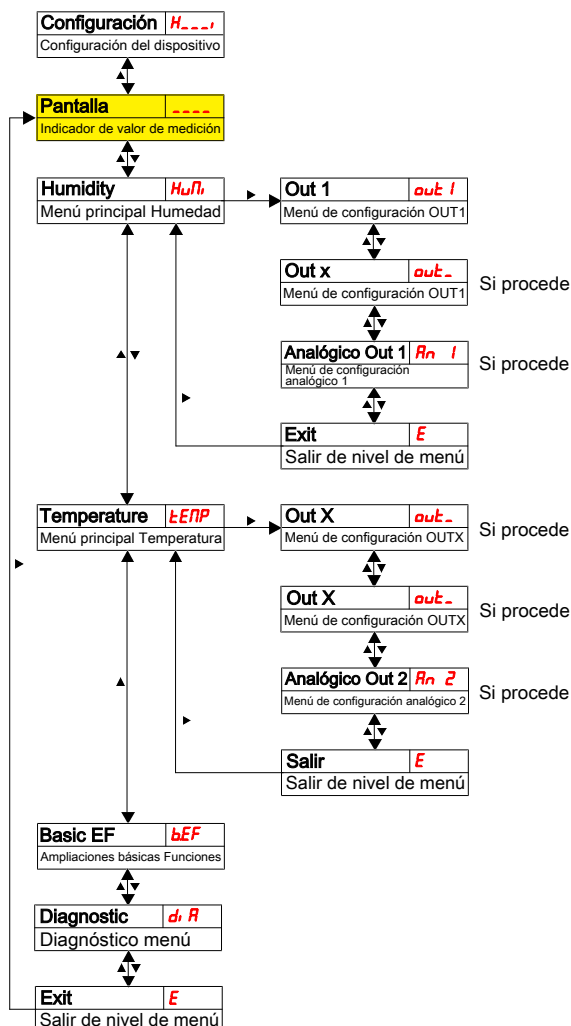 Configuración H___i
Configuración del dispositivo
Pantalla ----
Indicador de valor de medición
Humidity HuMi
Menú principal Humedad
Out 1 out 1
Menú de configuración OUT1
Out x out_
Menú de configuración OUT1
Si procede
Analógico Out 1 An 1
Menú de configuración
analógico 1
Si procede
Exit E
Salir de nivel de menú
Temperature tEMP
Menú principal Temperatura
Out X out_
Menú de configuración OUTX
Si procede
Out X out_
Menú de configuración OUTX
Si procede
Analógico Out 2 An 2
Menú de configuración analógico 2
Si procede
Salir E
Salir de nivel de menú
Basic EF bEF
Ampliaciones básicas Funciones
Diagnostic diA
Diagnóstico menú
Exit E
Salir de nivel de menú